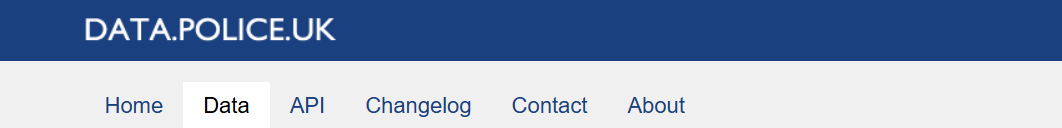 DATA.POLICE.UK
Home Data API Changelog Contact About